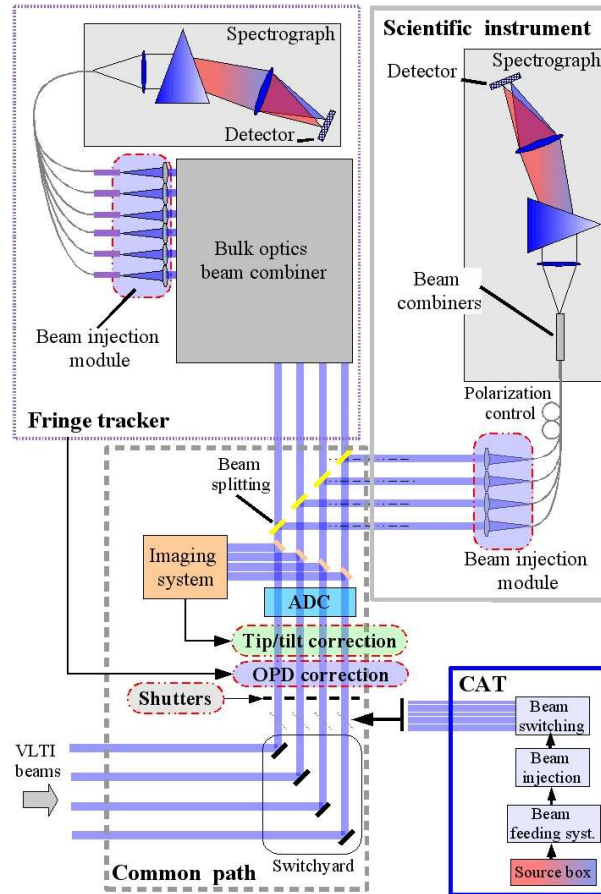 Spectrograph
Detector
Bulk optics
beam combiner
Beam injection
module
Fringe tracker
Scientific instrument
Spectrograph
Detector
Beam
combiners
Polarization
control
Beam injection
module
Beam
splitting
Imaging
system
ADC
Tip/tilt correction
OPD correction
Shutters
VLTI
beams
Switchyard
Common path
CAT
Beam
switching
Beam
injection
Beam
feeding syst.
Source box